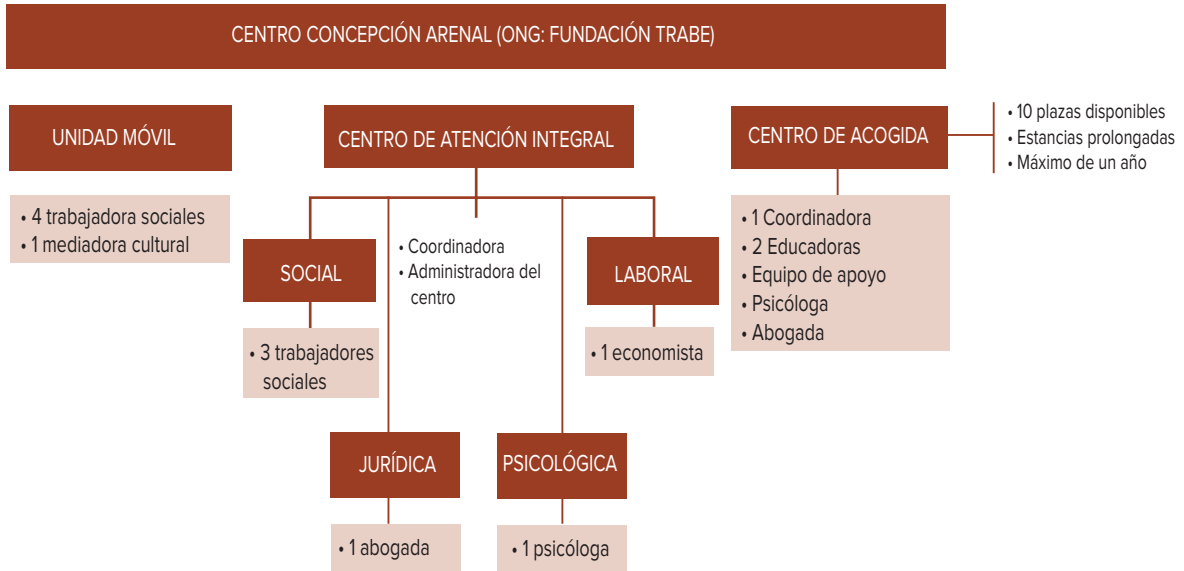 CENTRO CONCEPCIÓN ARENAL (ONG: FUNDACIÓN TRABE)
UNIDAD MÓVIL
• 4 trabajadora sociales
• 1 mediadora cultural
CENTRO DE ATENCIÓN INTEGRAL
• Coordinadora
• Administradora del
centro
SOCIAL
• 3 trabajadores
sociales
JURÍDICA
• 1 abogada
PSICOLÓGICA
• 1 psicóloga
LABORAL
• 1 economista
CENTRO DE ACOGIDA
• 10 plazas disponibles
• Estancias prolongadas
• Máximo de un año
• 1 Coordinadora
• 2 Educadoras
• Equipo de apoyo
• Psicóloga
• Abogada